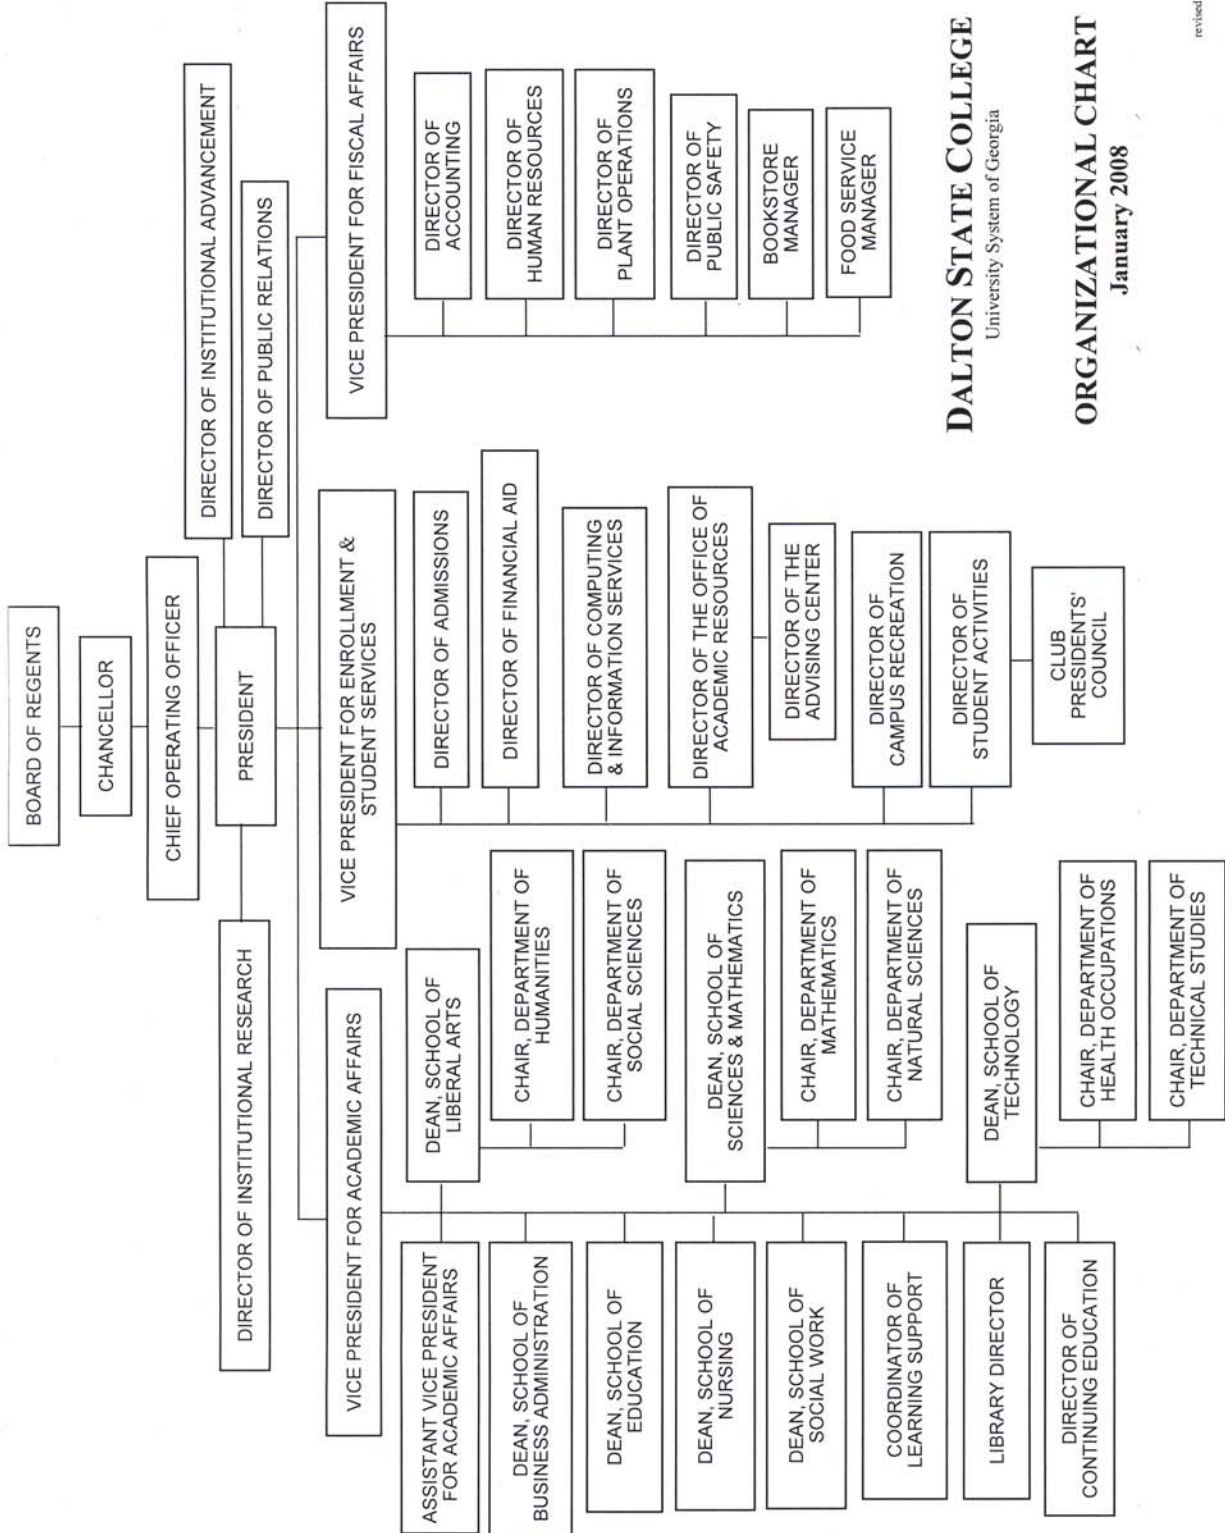 BOARD OF REGENTS
CHANCELLOR
CHIEF OPERATING OFFICER
DIRECTOR OF INSTITUTIONAL ADVANCEMENT
PRESIDENT
DIRECTOR OF INSTITUTIONAL RESEARCH
DIRECTOR OF PUBLIC RELATIONS
VICE PRESIDENT FOR ACADEMIC AFFAIRS
VICE PRESIDENT FOR ENROLLMENT &
STUDENT SERVICES
VICE PRESIDENT FOR FISCAL AFFAIRS
ASSISTANT VICE PRESIDENT
FOR ACADEMIC AFFAIRS
DEAN, SCHOOL OF
BUSINESS ADMINISTRATION
DEAN, SCHOOL OF
EDUCATION
DEAN, SCHOOL OF
NURSING
DEAN, SCHOOL OF
SOCIAL WORK
COORDINATOR OF
LEARNING SUPPORT
LIBRARY DIRECTOR
DIRECTOR OF
CONTINUING EDUCATION
DEAN, SCHOOL OF
LIBERAL ARTS
CHAIR, DEPARTMENT OF
HUMANITIES
CHAIR, DEPARTMENT OF
SOCIAL SCIENCES
DEAN, SCHOOL OF
SCIENCES & MATHEMATICS
CHAIR, DEPARTMENT OF
MATHEMATICS
CHAIR, DEPARTMENT OF
NATURAL SCIENCES
DEAN, SCHOOL OF
TECHNOLOGY
CHAIR, DEPARTMENT OF
HEALTH OCCUPATIONS
CHAIR, DEPARTMENT OF
TECHNICAL STUDIES
DIRECTOR OF ADMISSIONS
DIRECTOR OF FINANCIAL AID
DIRECTOR OF COMPUTING
& INFORMATION SERVICES
DIRECTOR OF THE OFFICE OF
ACADEMIC RESOURCES
DIRECTOR OF THE
ADVISING CENTER
DIRECTOR OF
CAMPUS RECREATION
DIRECTOR OF
STUDENT ACTIVITIES
CLUB
PRESIDENTS'
COUNCIL
DIRECTOR OF
ACCOUNTING
DIRECTOR OF
HUMAN RESOURCES
DIRECTOR OF
PLANT OPERATIONS
DIRECTOR OF
PUBLIC SAFETY
BOOKSTORE
MANAGER
FOOD SERVICE
MANAGER
DALTON STATE COLLEGE
University System of Georgia
ORGANIZATIONAL CHART
January 2008
revised